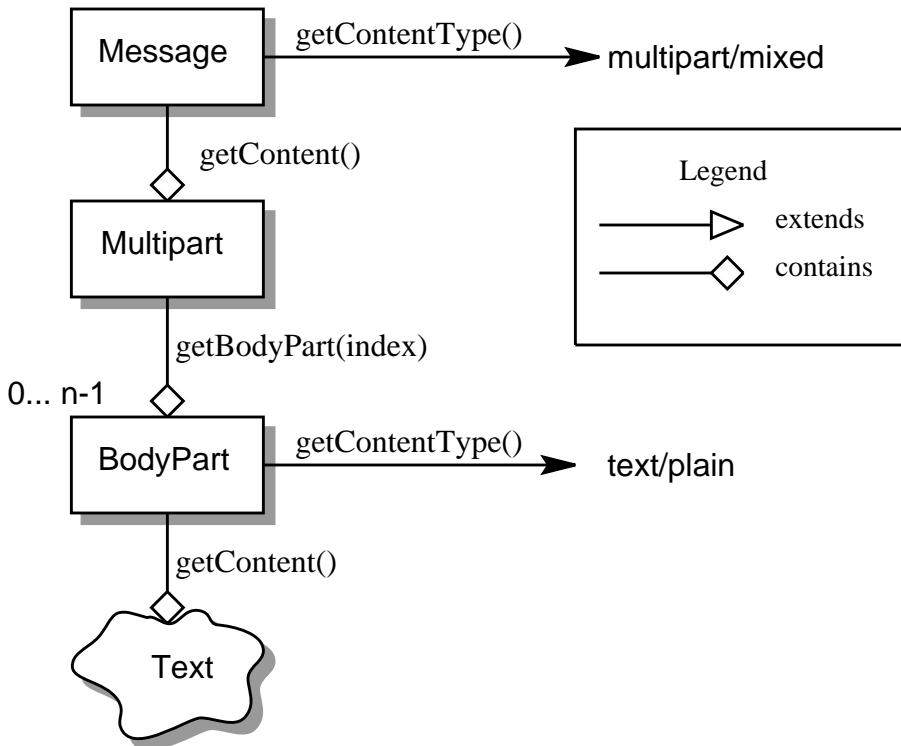 Message
getContentType()
multipart/mixed
getContent()
Legend
extends
contains
Multipart
getBodyPart(index)
0... n-1
BodyPart
getContentType()
text/plain
getContent()
Text